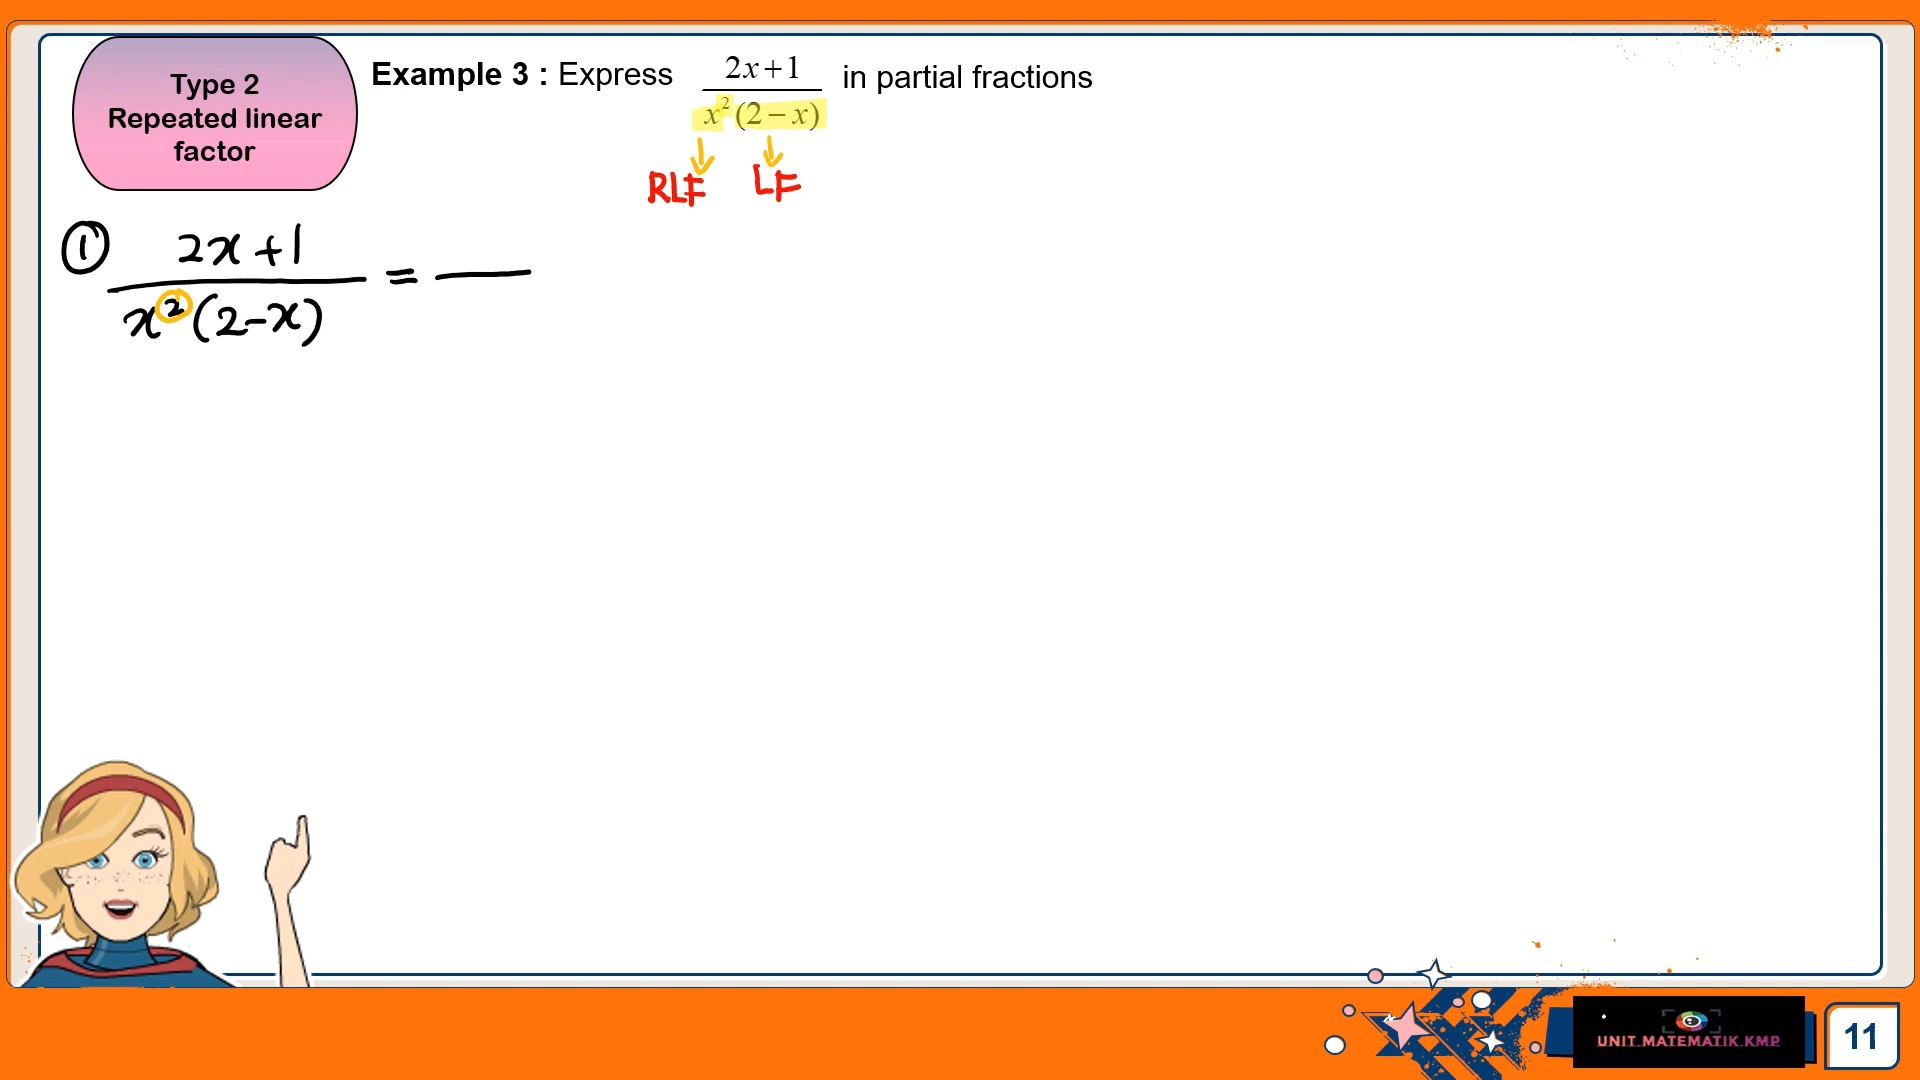 Type 2
Repeated linear
factor
Example 3 : Express 2x+1 / x²(2−x) in partial fractions
RLF LF
① 2x+1 / x²(2-x) = —
UNIT MATEMATIK KMP
11